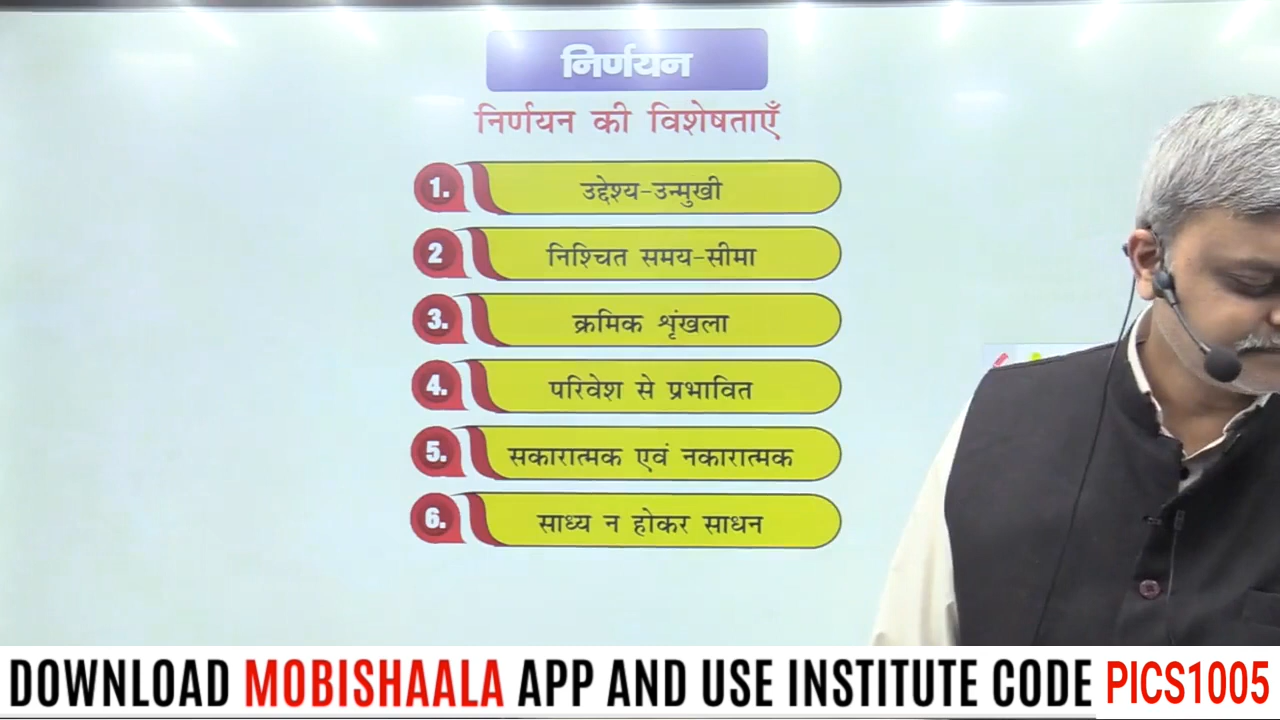 निर्णयन
निर्णयन की विशेषताएँ
1. उद्देश्य-उन्मुखी
2 निश्चित समय-सीमा
3. क्रमिक शृंखला
4. परिवेश से प्रभावित
5. सकारात्मक एवं नकारात्मक
6. साध्य न होकर साधन
DOWNLOAD MOBISHAALA APP AND USE INSTITUTE CODE PICS1005